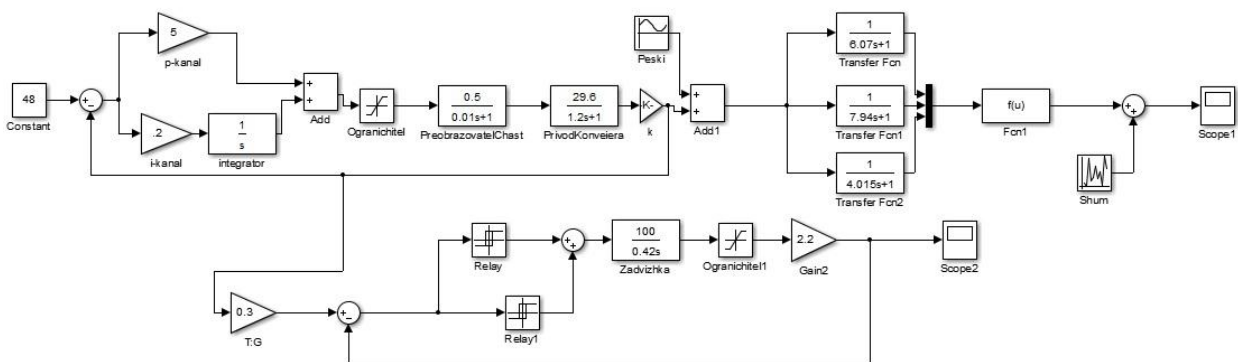 5
p-kanal
48
Constant
.2
i-kanal
1
s
integrator
Add
Ogranichitel
0.5
0.01s+1
PreobrazovatelChast
29.6
1.2s+1
PrivodKonveiera
-K-
k
Peski
Add1
1
6.07s+1
Transfer Fcn
1
7.94s+1
Transfer Fcn1
1
4.015s+1
Transfer Fcn2
f(u)
Fcn1
Shum
Scope1
0.3
T:G
Relay
Relay1
100
0.42s
Zadvizhka
Ogranichitel1
2.2
Gain2
Scope2